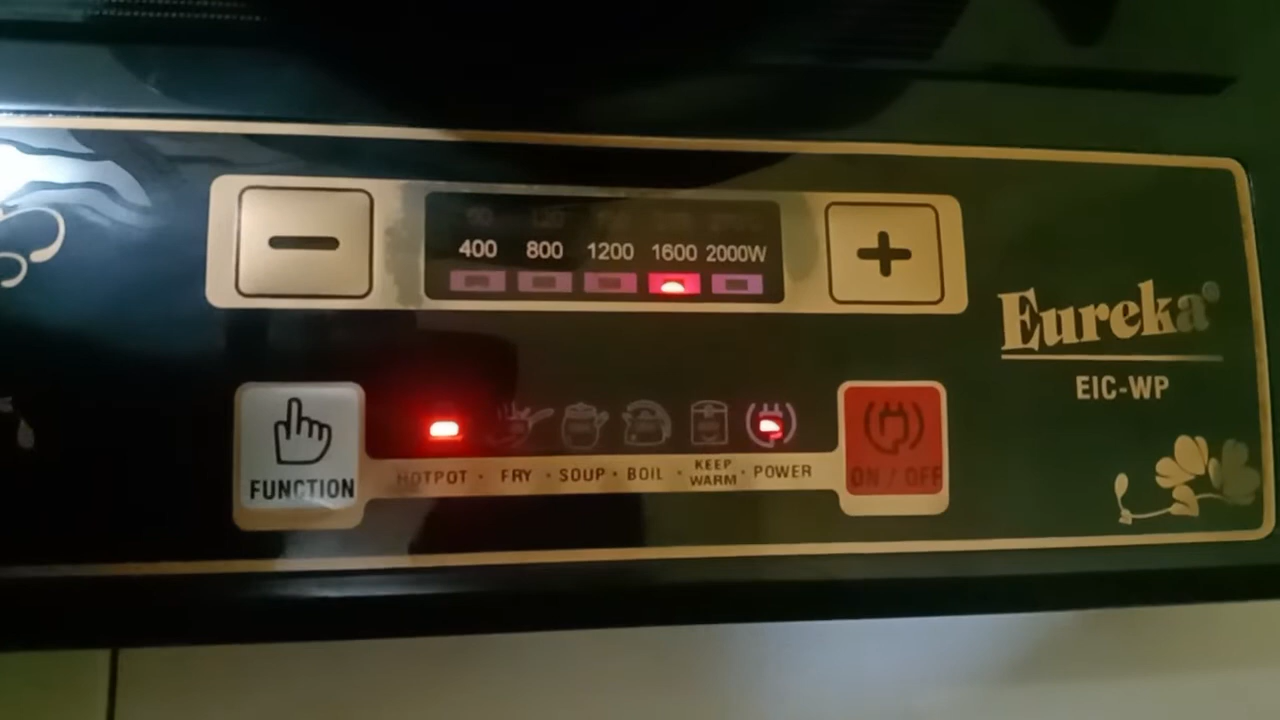 400 800 1200 1600 2000W
Eureka
EIC-WP
FUNCTION
HOTPOT · FRY · SOUP · BOIL · KEEP WARM · POWER
ON / OFF